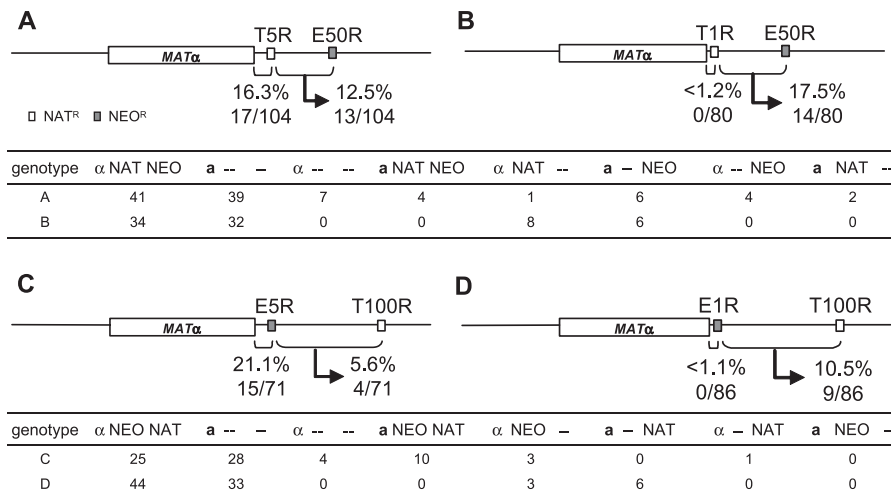 A
T5R E50R
MATα
16.3% 12.5%
17/104 13/104
NATᴿ NEOᴿ
B
T1R E50R
MATα
<1.2% 17.5%
0/80 14/80
genotype α NAT NEO a -- – α -- -- a NAT NEO α NAT -- a – NEO α -- NEO a NAT --
A 41 39 7 4 1 6 4 2
B 34 32 0 0 8 6 0 0
C
E5R T100R
MATα
21.1% 5.6%
15/71 4/71
D
E1R T100R
MATα
<1.1% 10.5%
0/86 9/86
genotype α NEO NAT a -- – α -- -- a NEO NAT α NEO – a – NAT α – NAT a NEO –
C 25 28 4 10 3 0 1 0
D 44 33 0 0 3 6 0 0